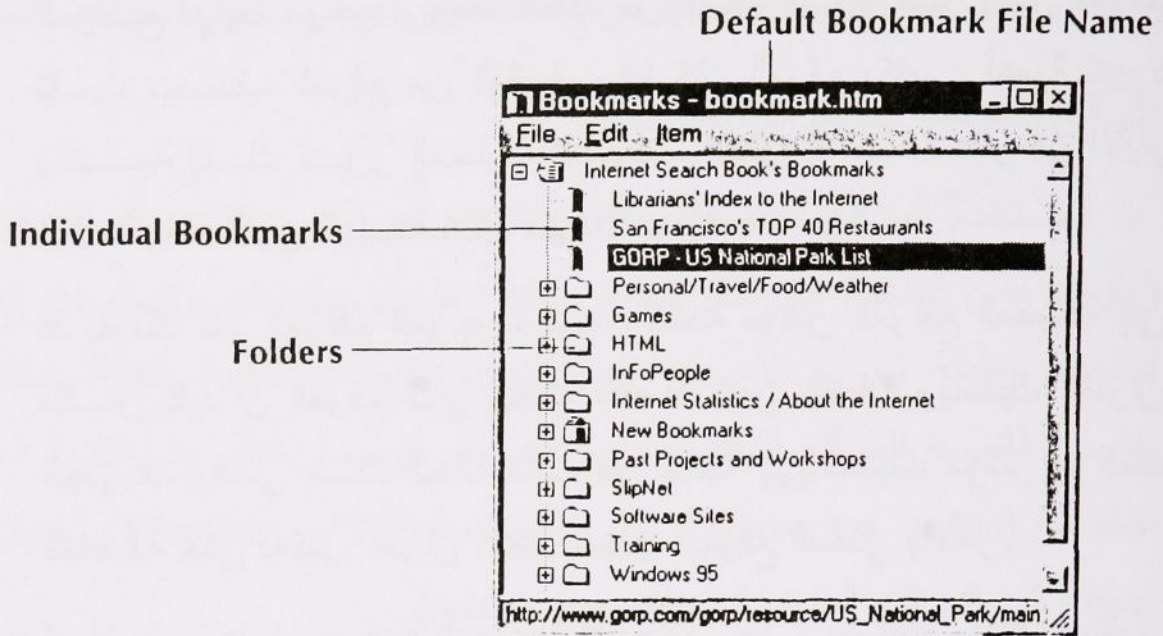 Default Bookmark File Name
Bookmarks - bookmark.htm
File Edit Item
Internet Search Book's Bookmarks
Librarians' Index to the Internet
Individual Bookmarks
San Francisco's TOP 40 Restaurants
GORP - US National Park List
Personal/Travel/Food/Weather
Games
Folders
HTML
InFoPeople
Internet Statistics / About the Internet
New Bookmarks
Past Projects and Workshops
SlipNet
Software Sites
Training
Windows 95
http://www.gorp.com/gorp/resource/US_National_Park/main